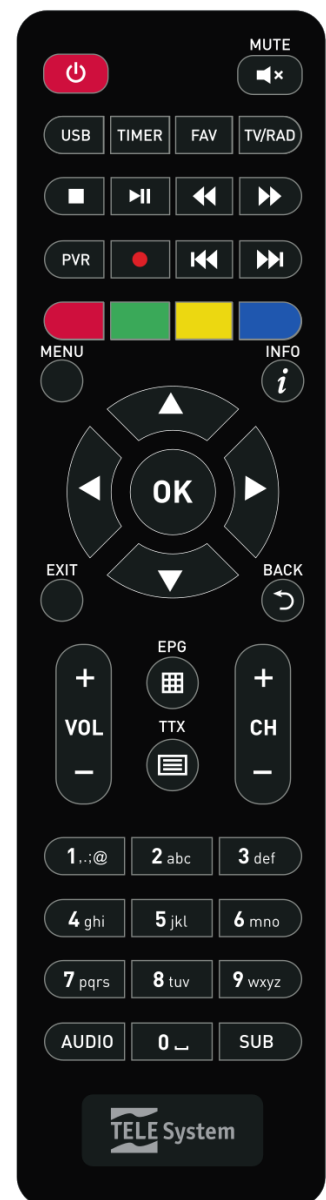 MUTE
USB TIMER FAV TV/RAD
PVR
MENU INFO
i
OK
EXIT BACK
EPG
+ +
VOL TTX CH
− −
1.,:;@ 2 abc 3 def
4 ghi 5 jkl 6 mno
7 pqrs 8 tuv 9 wxyz
AUDIO 0 SUB
TELE System